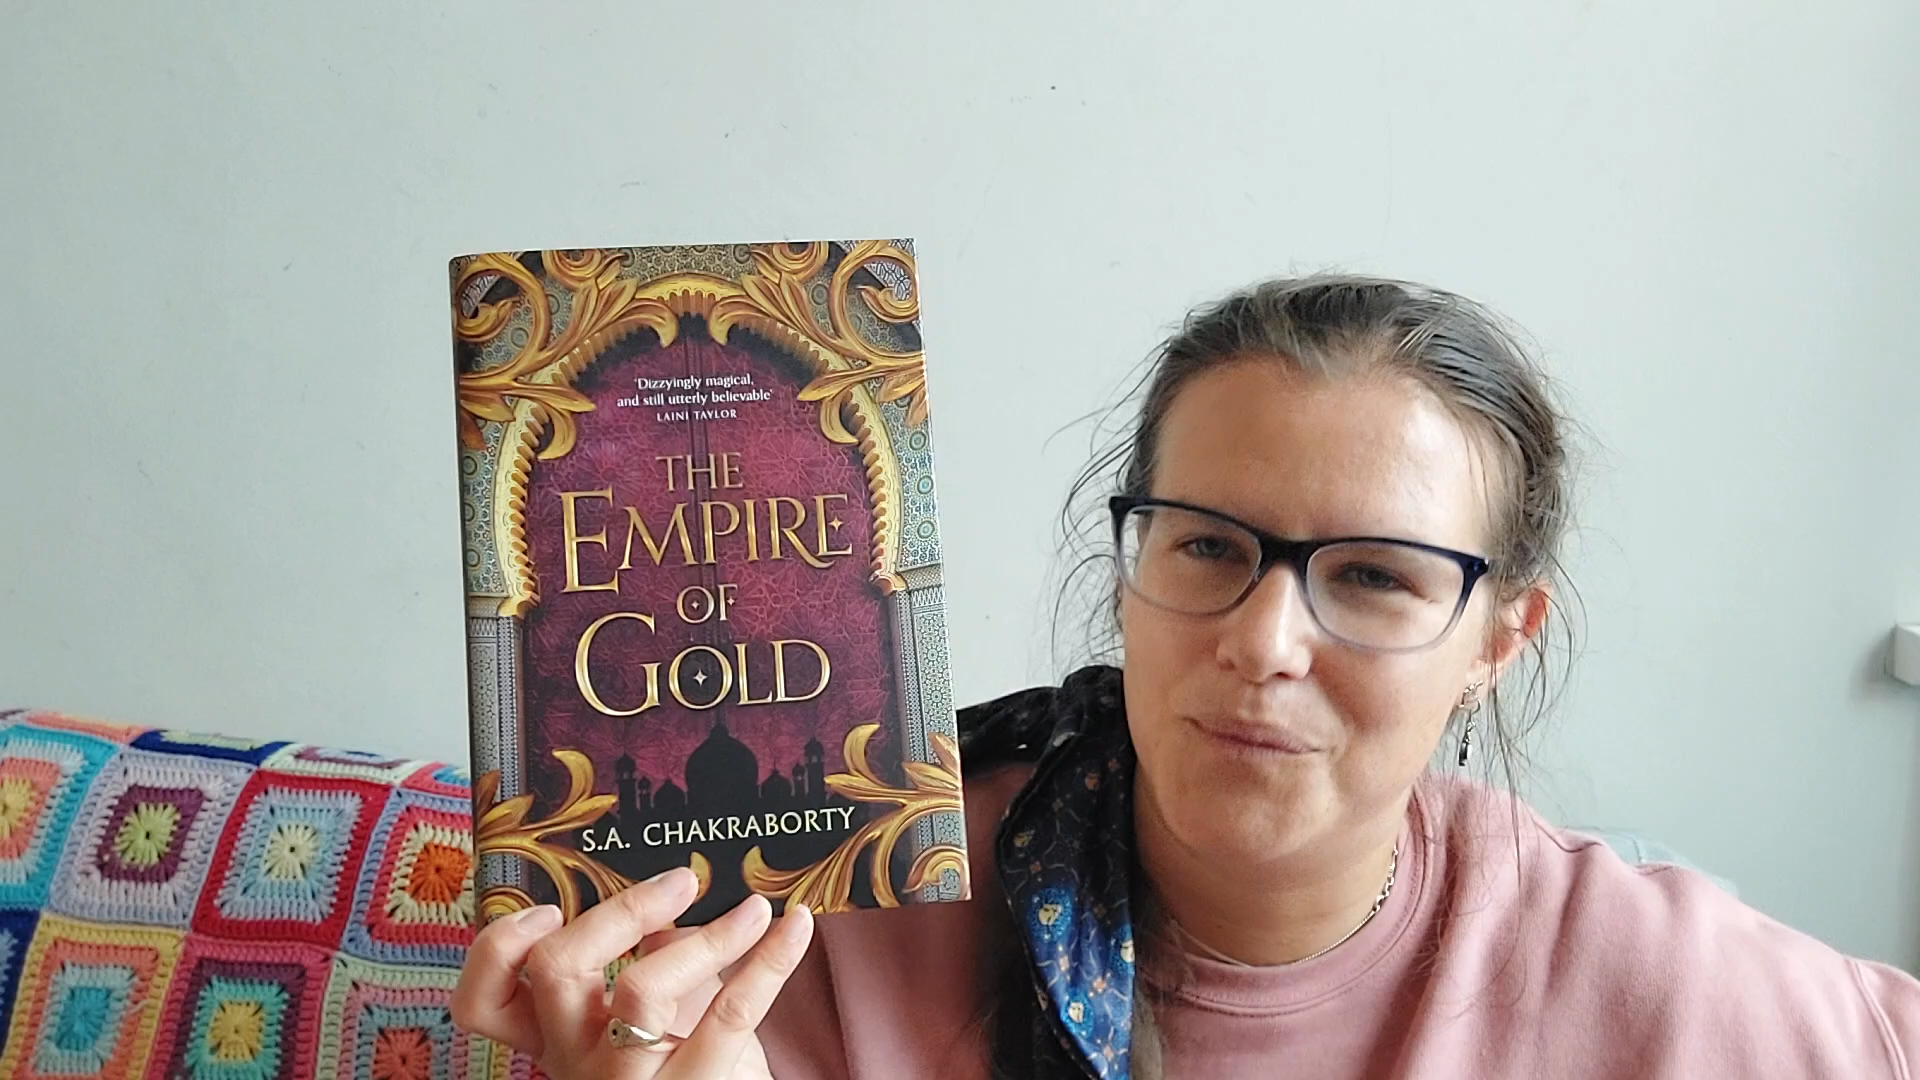 'Dizzyingly magical,
and still utterly believable'
LAINI TAYLOR
THE
EMPIRE
OF
GOLD
S.A. CHAKRABORTY